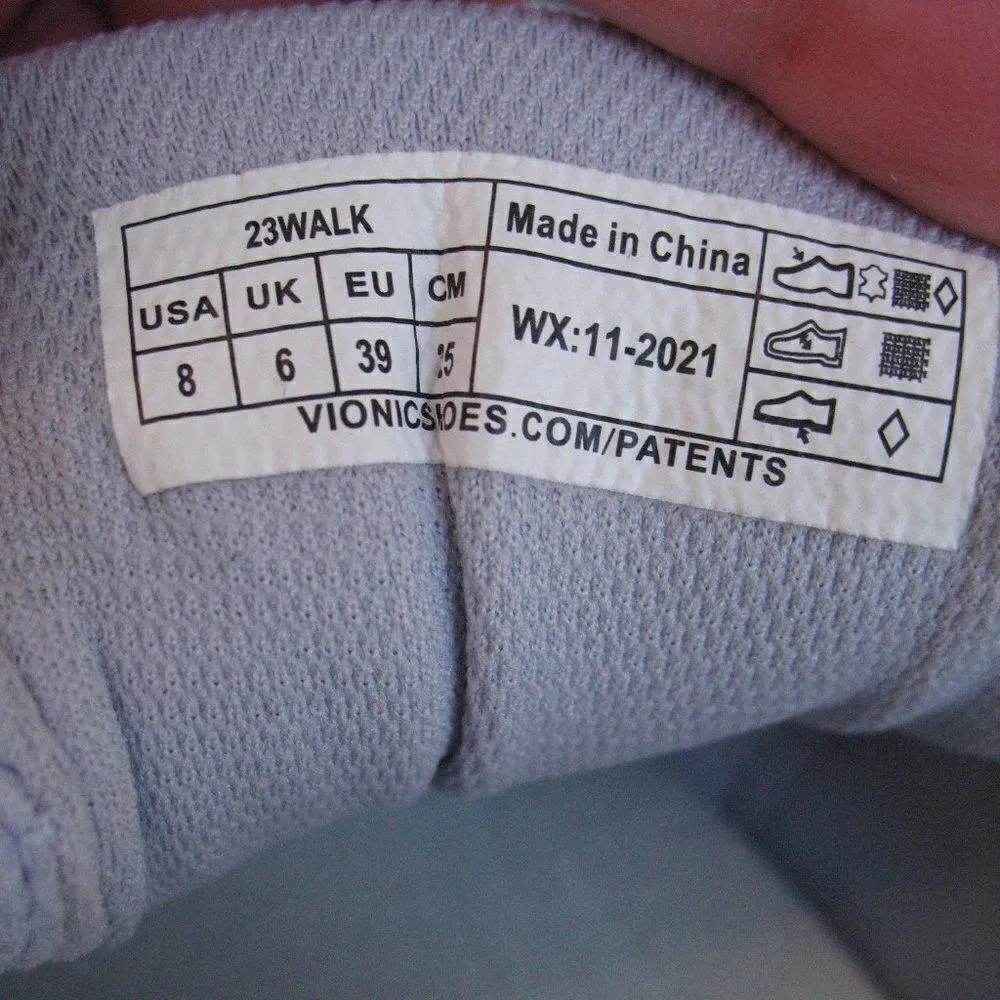 23WALK
USA UK EU CM
8 6 39 25
Made in China
WX:11-2021
VIONICSHOES.COM/PATENTS